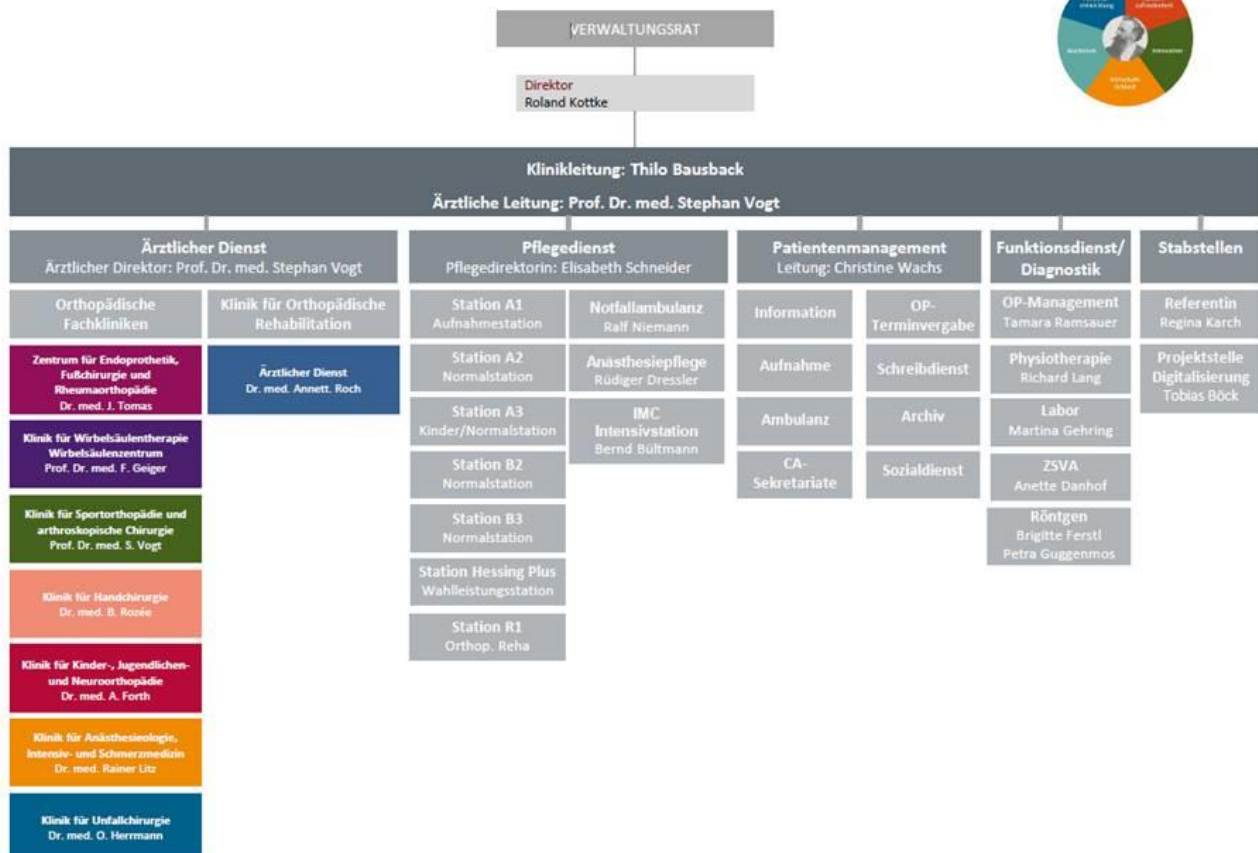 VERWALTUNGSRAT
Direktor
Roland Kottke
Innovation
Klinikleitung: Thilo Bausback
Ärztliche Leitung: Prof. Dr. med. Stephan Vogt
Ärztlicher Dienst
Ärztlicher Direktor: Prof. Dr. med. Stephan Vogt
Orthopädische
Fachkliniken
Zentrum für Endoprothetik,
Fußchirurgie und
Rheumaorthopädie
Dr. med. J. Tomas
Klinik für Wirbelsäulentherapie
Wirbelsäulenzentrum
Prof. Dr. med. F. Geiger
Klinik für Sportorthopädie und
arthroskopische Chirurgie
Prof. Dr. med. S. Vogt
Klinik für Handchirurgie
Dr. med. B. Rozée
Klinik für Kinder-, Jugendlichen-
und Neuroorthopädie
Dr. med. A. Forth
Klinik für Anästhesieologie,
Intensiv- und Schmerzmedizin
Dr. med. Rainer Litz
Klinik für Unfallchirurgie
Dr. med. O. Herrmann
Klinik für Orthopädische
Rehabilitation
Ärztlicher Dienst
Dr. med. Annett. Roch
Pflegedienst
Pflegedirektorin: Elisabeth Schneider
Station A1
Aufnahmestation
Station A2
Normalstation
Station A3
Kinder/Normalstation
Station B2
Normalstation
Station B3
Normalstation
Station Hessing Plus
Wahlleistungsstation
Station R1
Orthop. Reha
Notfallambulanz
Ralf Niemann
Anästhesiepflege
Rüdiger Dressler
IMC
Intensivstation
Bernd Bültmann
Patientenmanagement
Leitung: Christine Wachs
Information
Aufnahme
Ambulanz
CA-
Sekretariate
OP-
Terminvergabe
Schreibdienst
Archiv
Sozialdienst
Funktionsdienst/
Diagnostik
OP-Management
Tamara Ramsauer
Physiotherapie
Richard Lang
Labor
Martina Gehring
ZSVA
Anette Danhof
Röntgen
Brigitte Ferstl
Petra Guggenmos
Stabstellen
Referentin
Regina Karch
Projektstelle
Digitalisierung
Tobias Böck